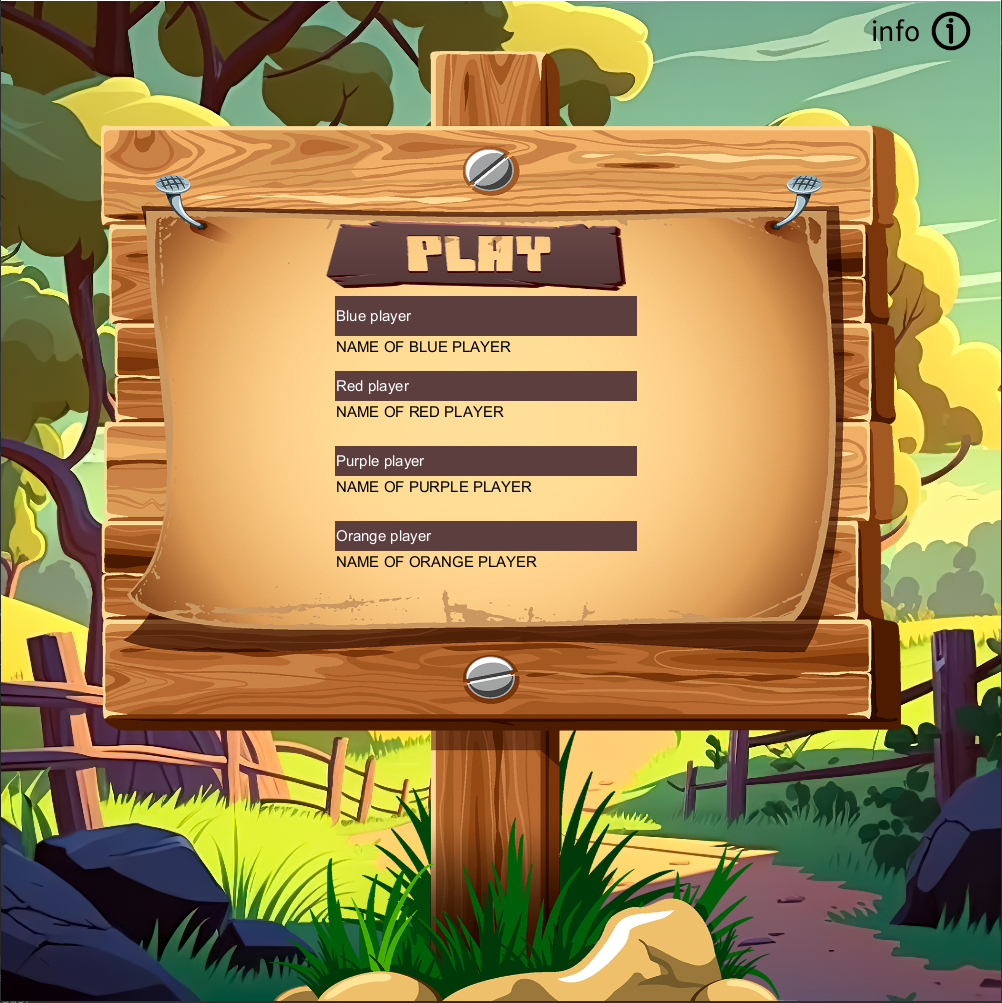 info
PLAY
Blue player
NAME OF BLUE PLAYER
Red player
NAME OF RED PLAYER
Purple player
NAME OF PURPLE PLAYER
Orange player
NAME OF ORANGE PLAYER